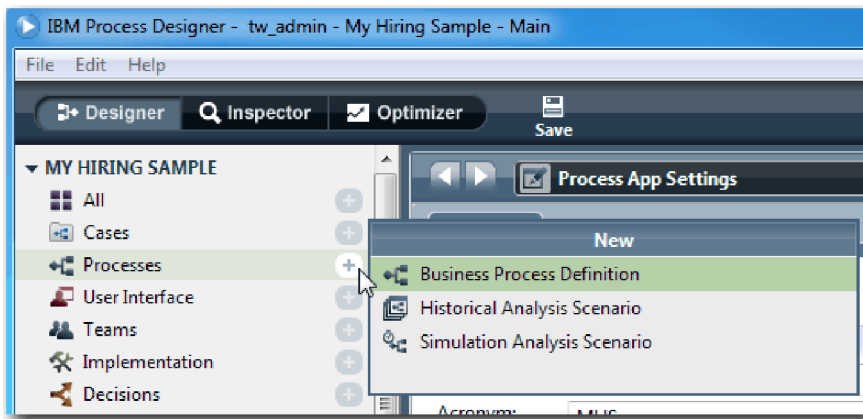 IBM Process Designer - tw_admin - My Hiring Sample - Main
File Edit Help
Designer Inspector Optimizer Save
MY HIRING SAMPLE
All
Cases
Processes
User Interface
Teams
Implementation
Decisions
Process App Settings
New
Business Process Definition
Historical Analysis Scenario
Simulation Analysis Scenario
Acronym: MHS